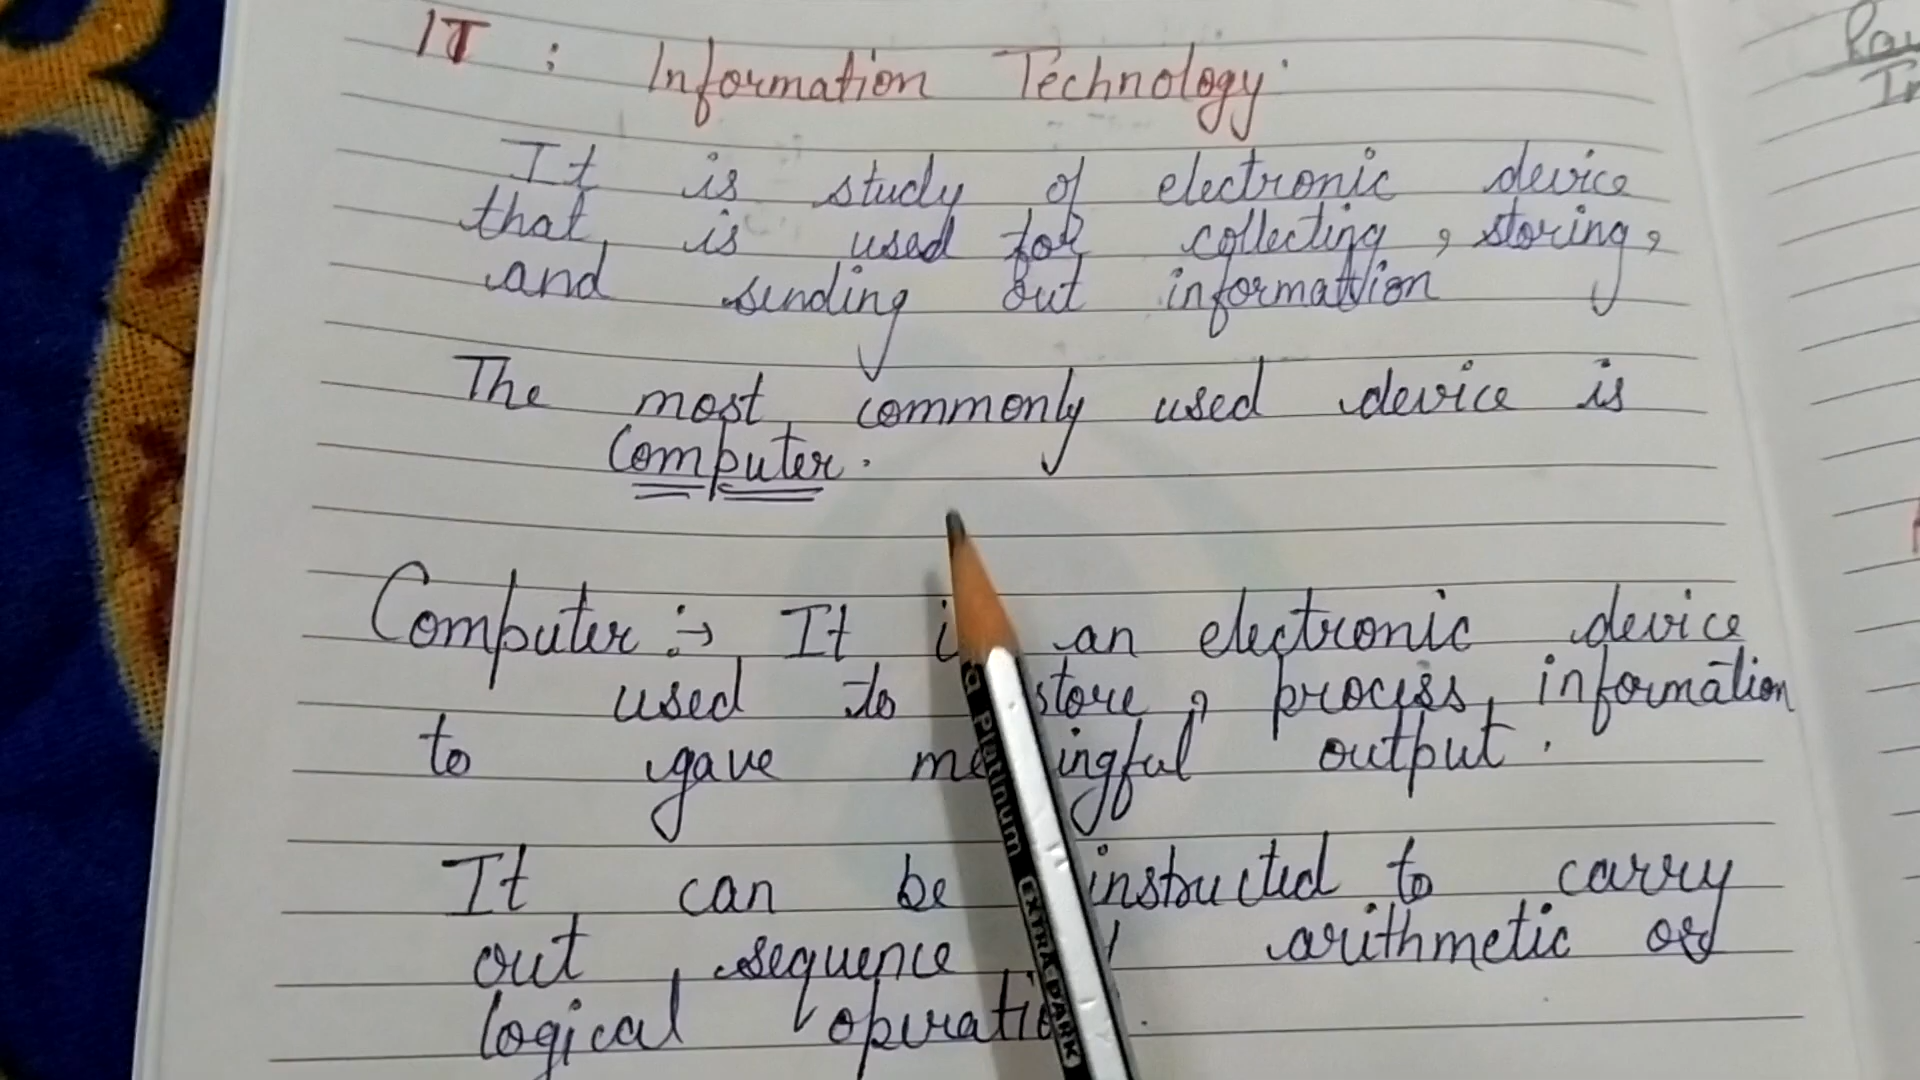 IT : Information Technology
It is study of electronic device
that is used for collecting, storing,
and sending out information
The most commonly used device is
Computer.
Computer :→ It an electronic device
used to store, process, information
to gave output.
It can be instructed to carry
out sequence arithmetic or
logical
Platinum EXTRA DARK